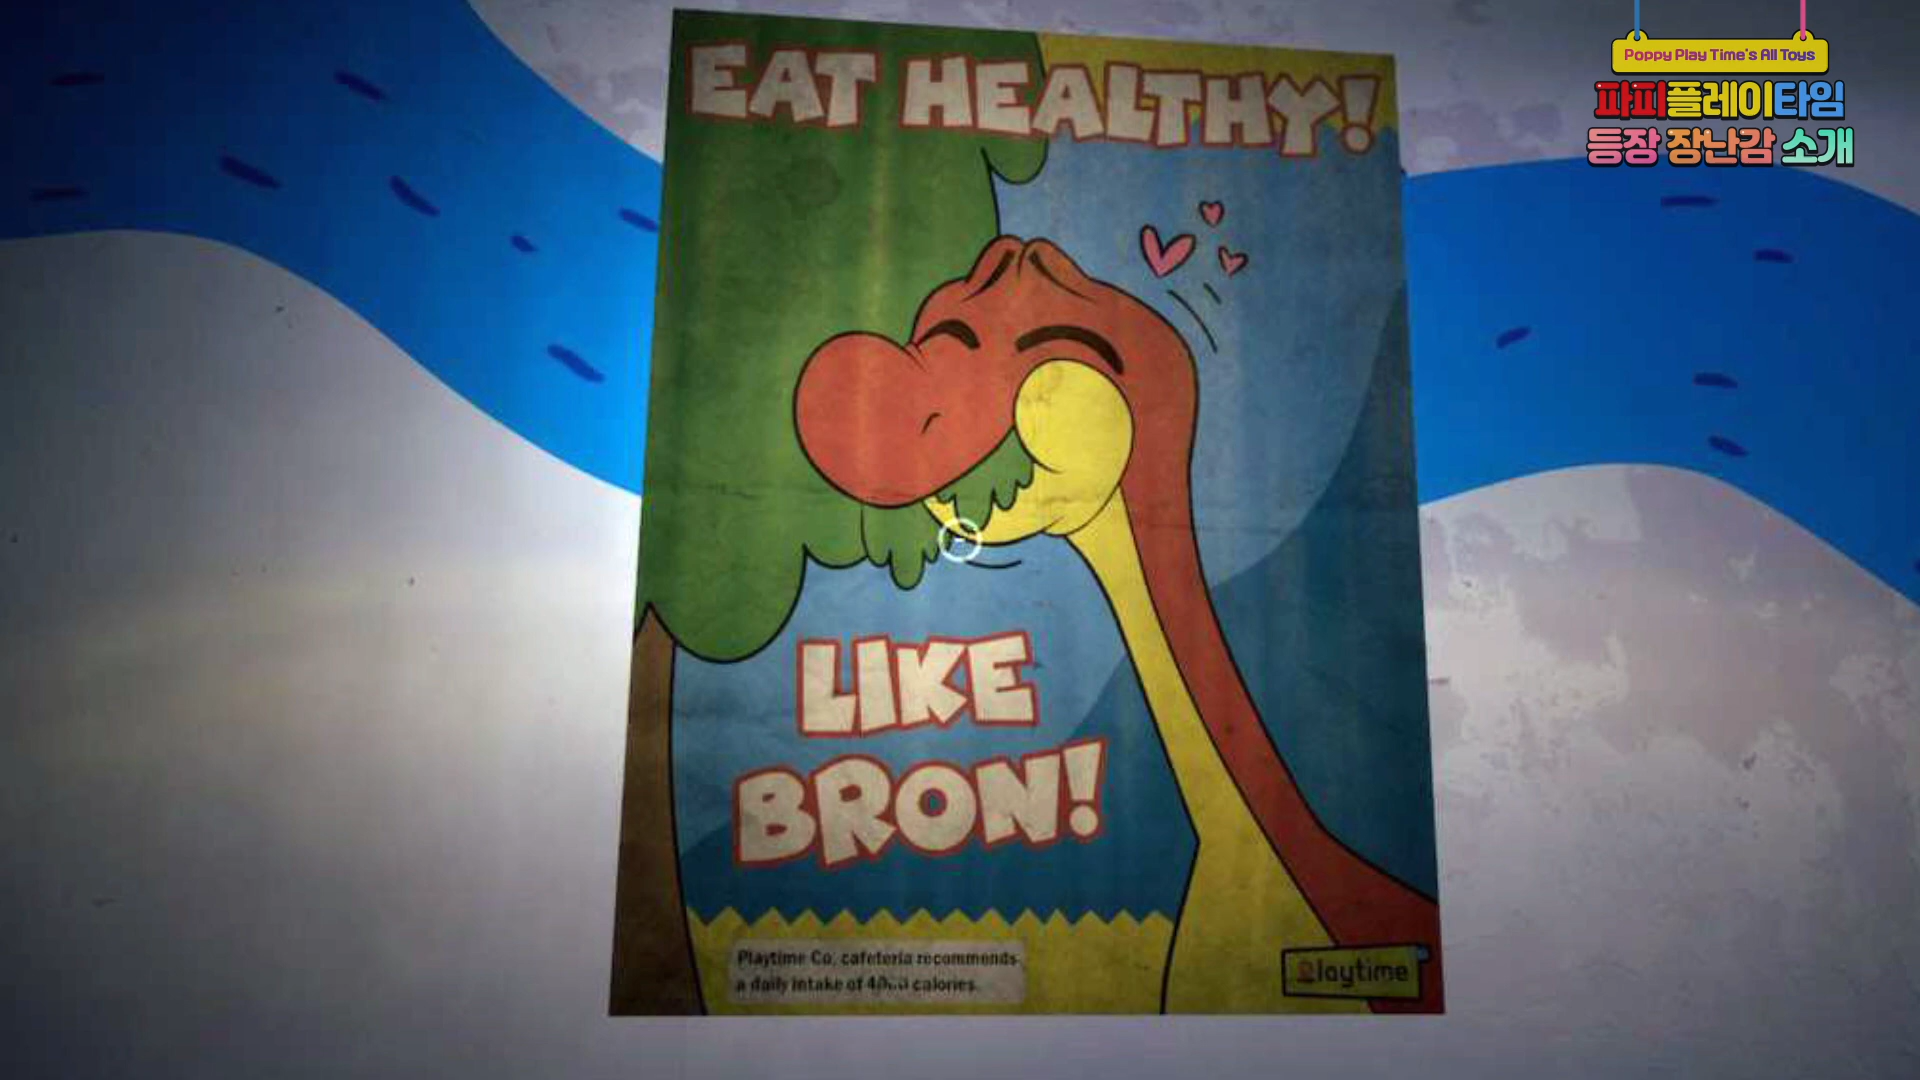 Poppy Play Time's All Toys
파피플레이타임
등장 장난감 소개
EAT HEALTHY!
LIKE
BRON!
Playtime Co. cafeteria recommends
a daily intake of calories.
Playtime